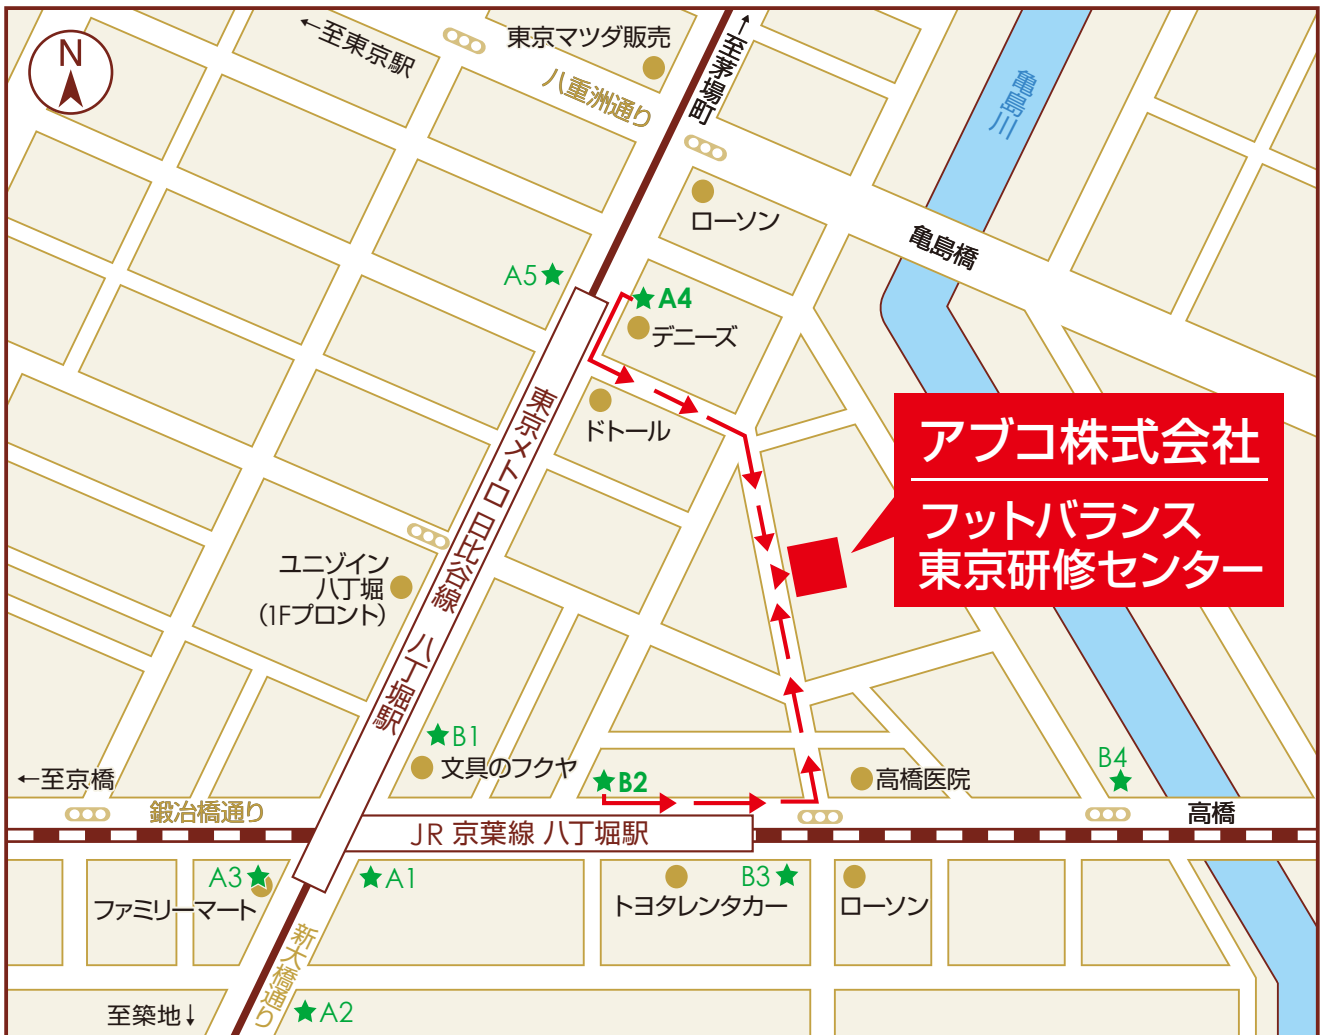 N
←至東京駅
東京マツダ販売
八重洲通り
↑至茅場町
亀島川
ローソン
亀島橋
A5
A4
デニーズ
ドトール
東京メトロ 日比谷線 八丁堀駅
アブコ株式会社
フットバランス
東京研修センター
ユニゾイン
八丁堀
(1Fプロント)
B1
文具のフクヤ
B2
高橋医院
B4
←至京橋
鍛冶橋通り
高橋
JR 京葉線 八丁堀駅
A3
ファミリーマート
A1
トヨタレンタカー
B3
ローソン
新大橋通り
至築地↓
A2